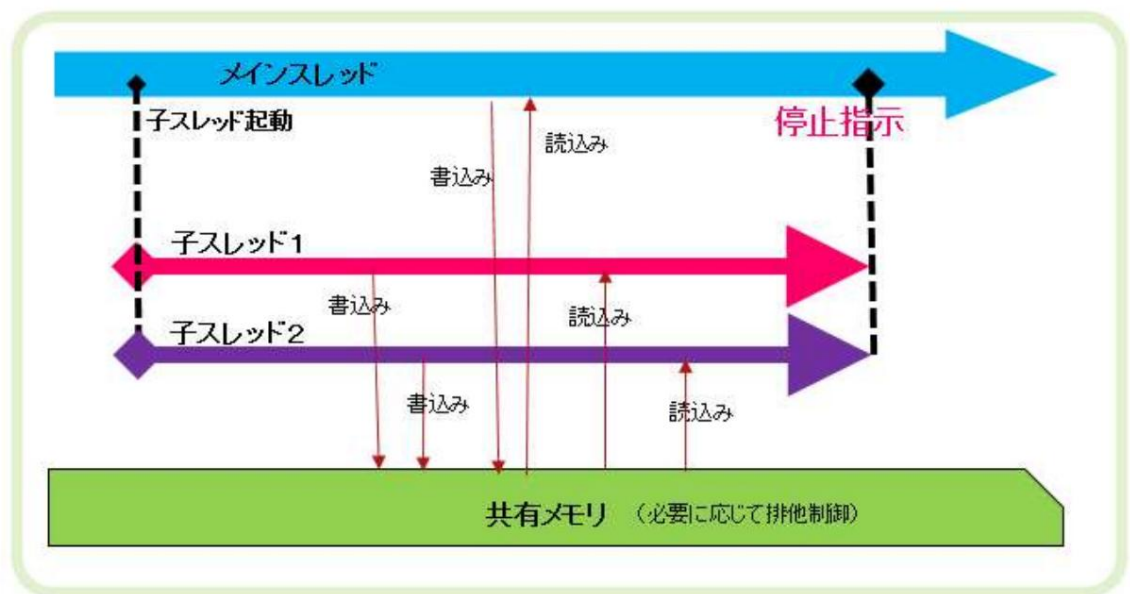 メインスレッド
子スレッド起動
停止指示
読込み
書込み
子スレッド1
書込み
読込み
子スレッド2
書込み
読込み
共有メモリ （必要に応じて排他制御）